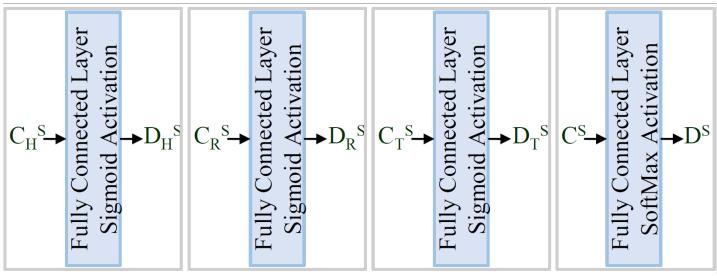 C_H^S
Fully Connected Layer
Sigmoid Activation
D_H^S
C_R^S
Fully Connected Layer
Sigmoid Activation
D_R^S
C_T^S
Fully Connected Layer
Sigmoid Activation
D_T^S
C^S
Fully Connected Layer
SoftMax Activation
D^S